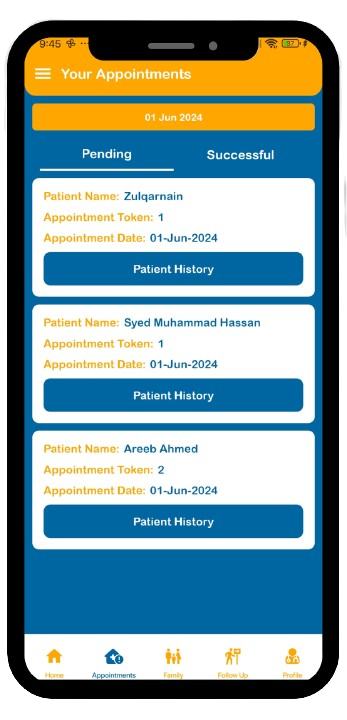 9:45
87
Your Appointments
01 Jun 2024
Pending
Successful
Patient Name: Zulqarnain
Appointment Token: 1
Appointment Date: 01-Jun-2024
Patient History
Patient Name: Syed Muhammad Hassan
Appointment Token: 1
Appointment Date: 01-Jun-2024
Patient History
Patient Name: Areeb Ahmed
Appointment Token: 2
Appointment Date: 01-Jun-2024
Patient History
Home
Appointments
Family
Follow Up
Profile